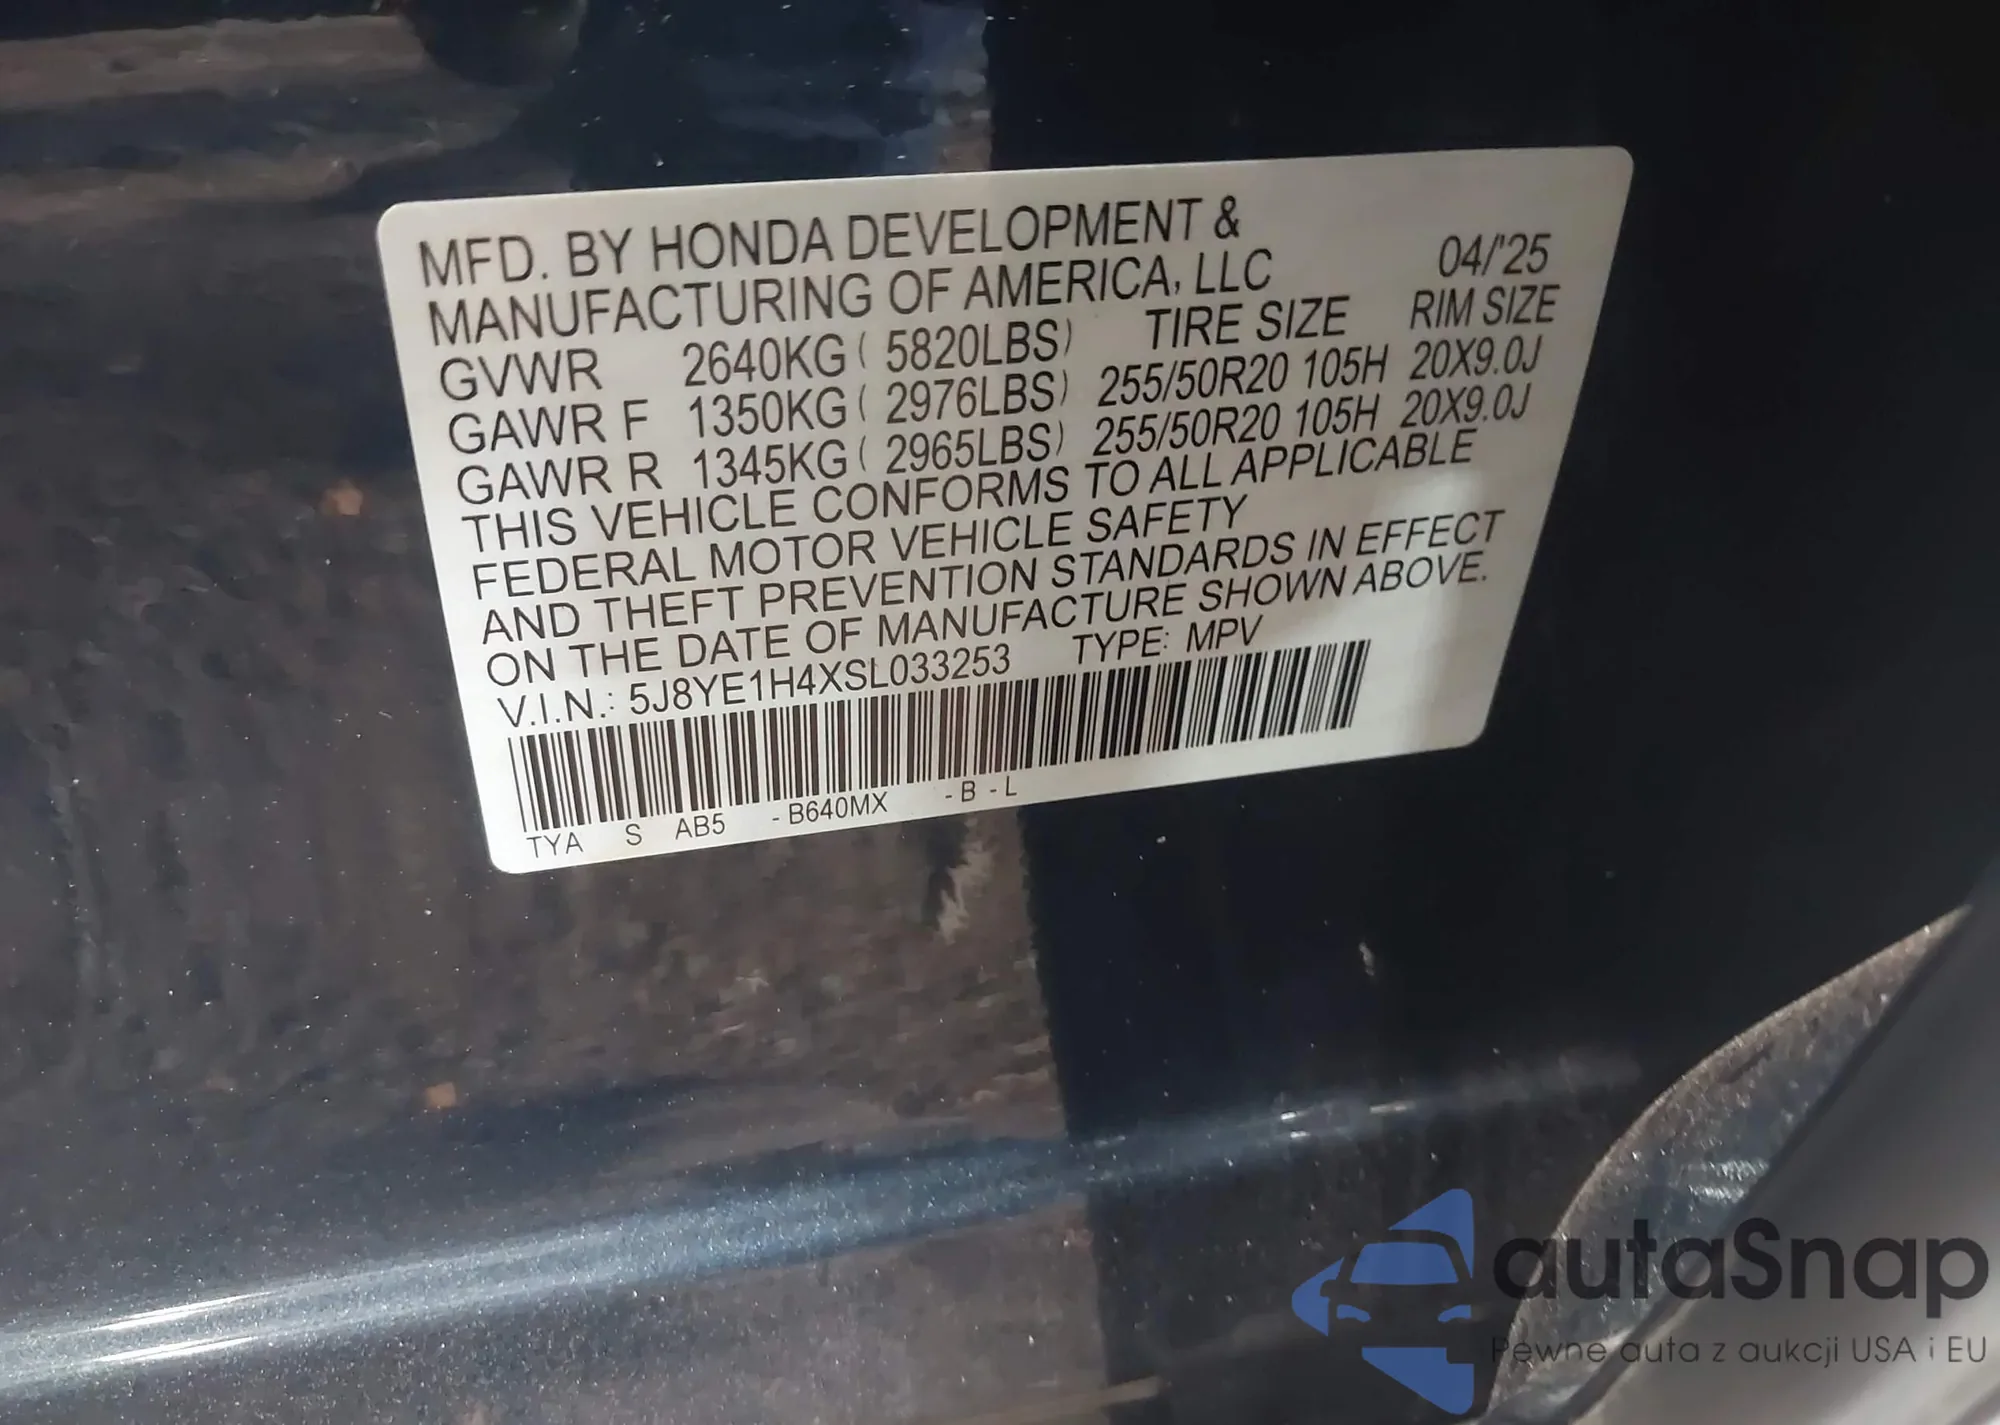 MFD. BY HONDA DEVELOPMENT &
MANUFACTURING OF AMERICA, LLC 04/'25
GVWR 2640KG ( 5820LBS) TIRE SIZE RIM SIZE
GAWR F 1350KG ( 2976LBS) 255/50R20 105H 20X9.0J
GAWR R 1345KG ( 2965LBS) 255/50R20 105H 20X9.0J
THIS VEHICLE CONFORMS TO ALL APPLICABLE
FEDERAL MOTOR VEHICLE SAFETY
AND THEFT PREVENTION STANDARDS IN EFFECT
ON THE DATE OF MANUFACTURE SHOWN ABOVE.
V.I.N.: 5J8YE1H4XSL033253 TYPE: MPV
TYA S AB5 - B640MX - B - L
autaSnap
Pewne auta z aukcji USA i EU